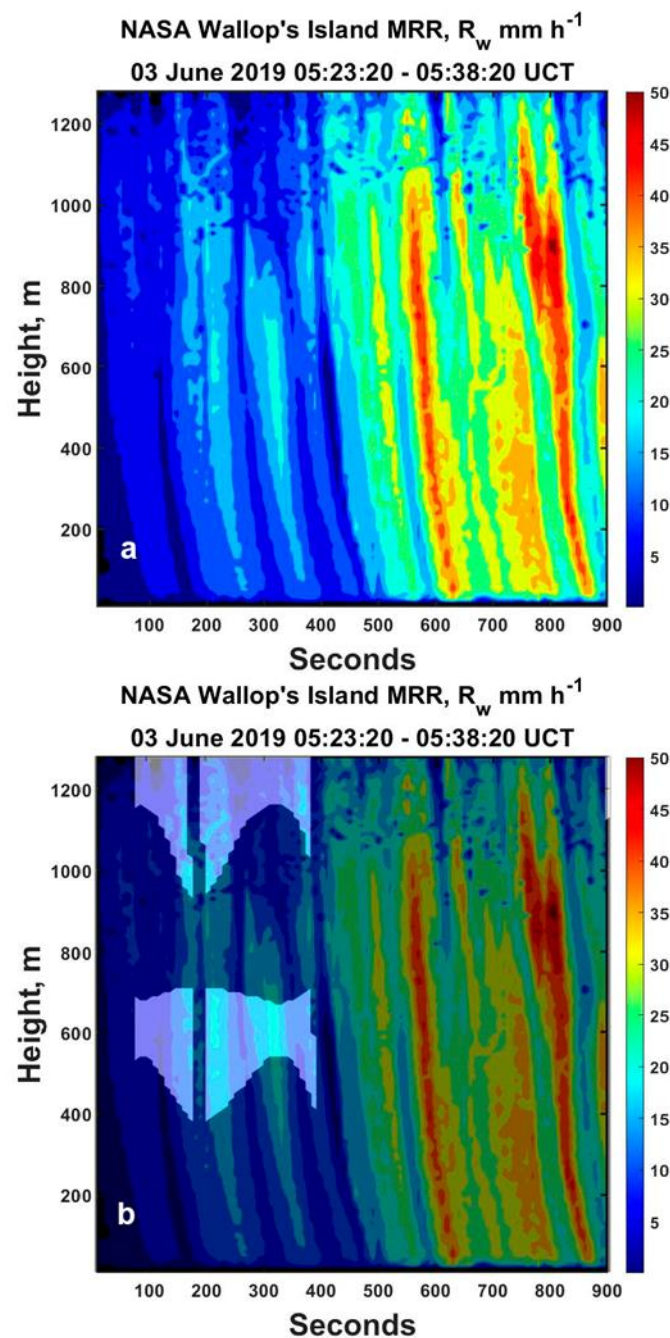 NASA Wallop's Island MRR, R_w mm h^-1
03 June 2019 05:23:20 - 05:38:20 UCT
1200
1000
800
600
400
200
Height, m
a
50
45
40
35
30
25
20
15
10
5
100 200 300 400 500 600 700 800 900
Seconds
NASA Wallop's Island MRR, R_w mm h^-1
03 June 2019 05:23:20 - 05:38:20 UCT
1200
1000
800
600
400
200
Height, m
b
50
45
40
35
30
25
20
15
10
5
100 200 300 400 500 600 700 800 900
Seconds